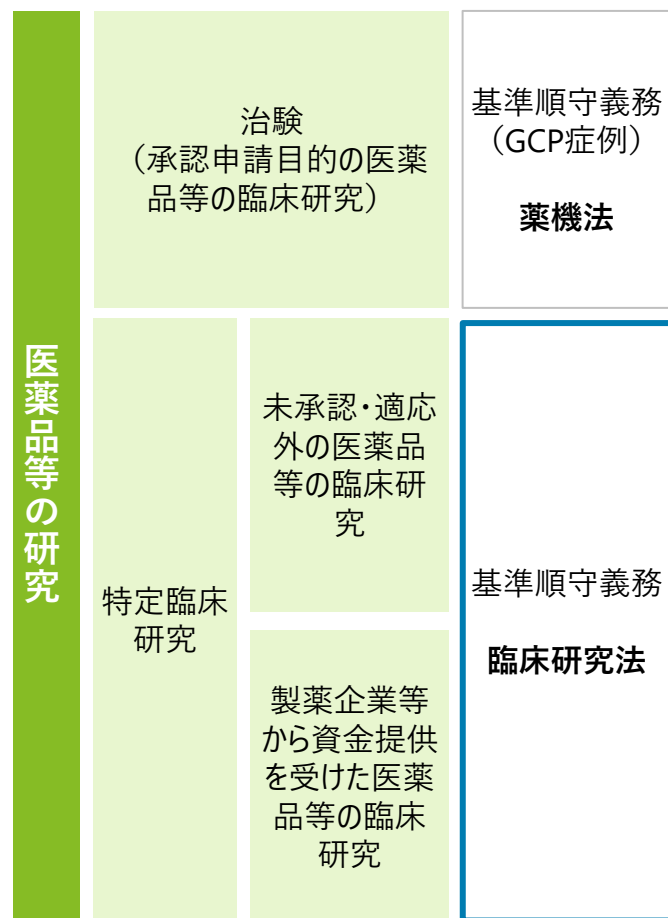 医薬品等の研究
治験
（承認申請目的の医薬
品等の臨床研究）
基準順守義務
（GCP症例）
薬機法
特定臨床
研究
未承認・適応
外の医薬品
等の臨床研
究
製薬企業等
から資金提供
を受けた医薬
品等の臨床
研究
基準順守義務
臨床研究法